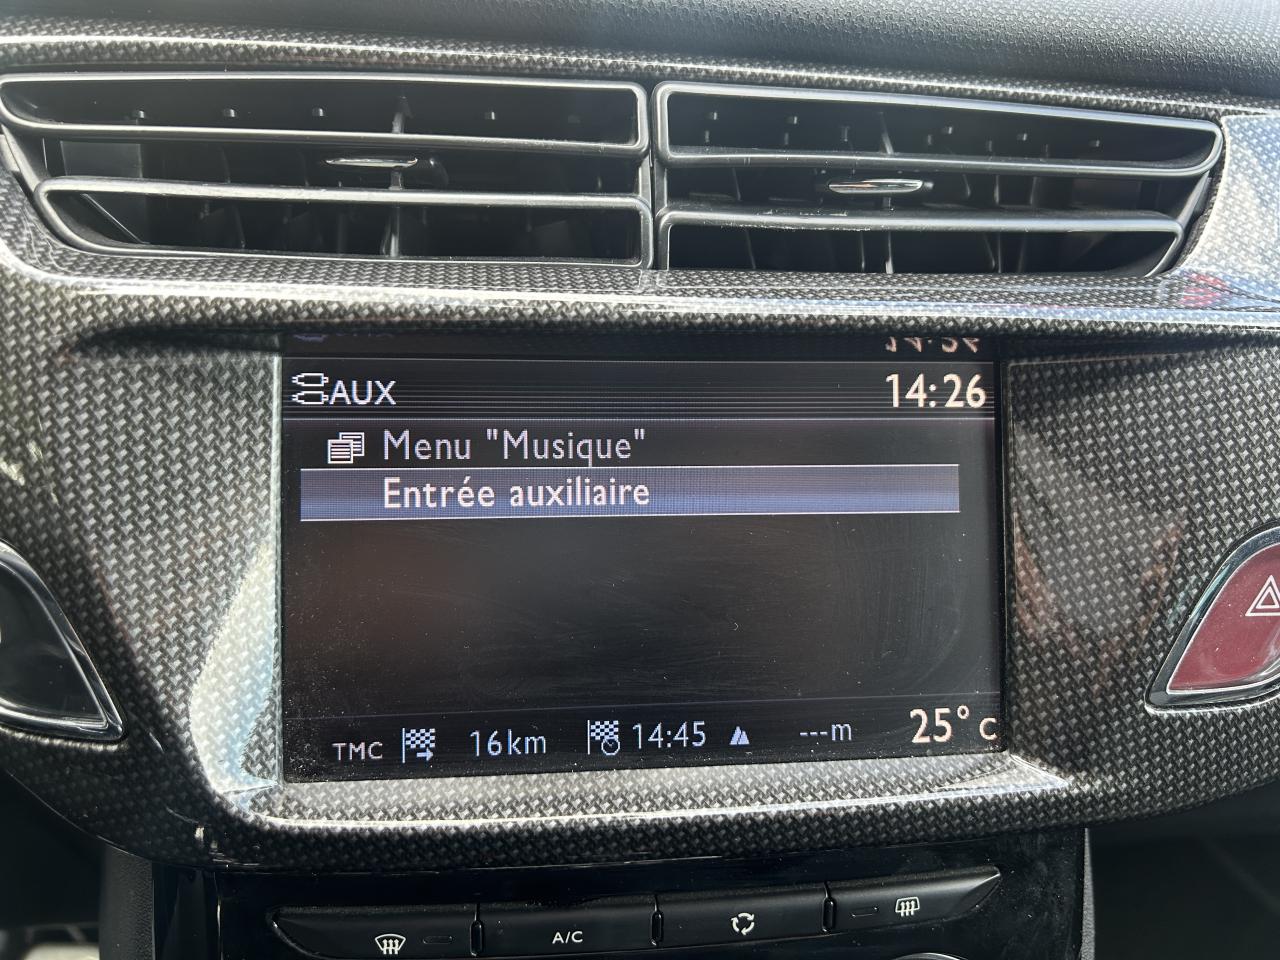 AUX 14:26
Menu "Musique"
Entrée auxiliaire
TMC 16km 14:45 ---m 25° c
A/C